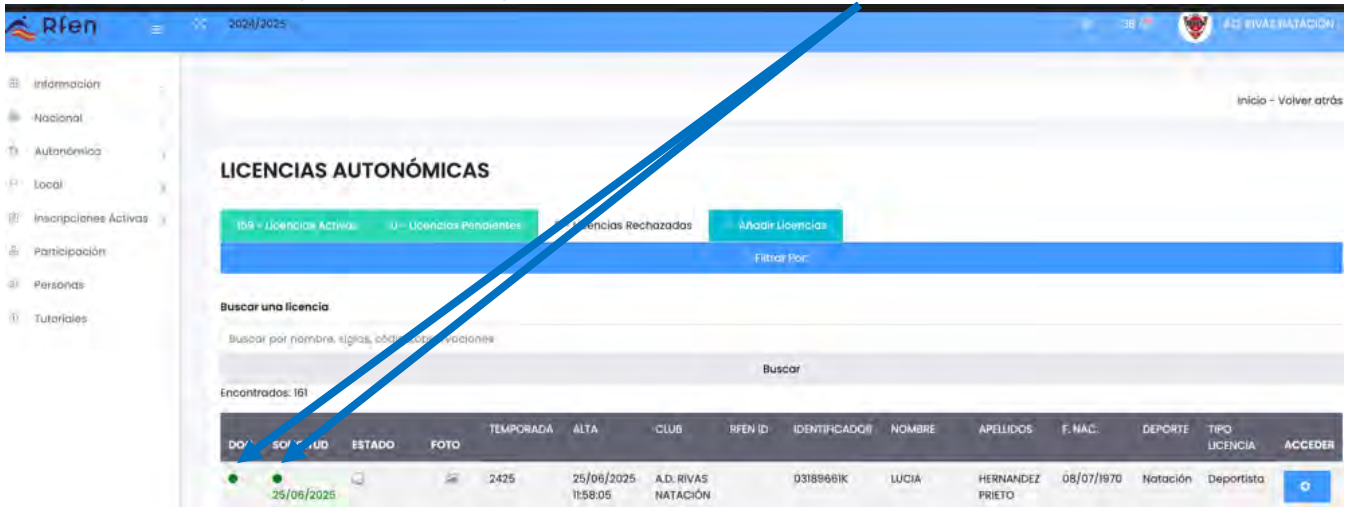 Rfen
2024/2025
A.D. RIVAS NATACIÓN
Información
Nacional
Autonómica
Local
Inscripciones Activas
Participación
Personas
Tutoriales
Inicio - Volver atrás
LICENCIAS AUTONÓMICAS
159 - Licencias Activas
0 - Licencias Pendientes
Licencias Rechazadas
Añadir Licencias
Filtrar Por:
Buscar una licencia
Buscar por nombre, siglas, código, observaciones
Buscar
Encontrados: 161
SOLICITUD ESTADO FOTO TEMPORADA ALTA CLUB RFEN ID IDENTIFICADOR NOMBRE APELLIDOS F. NAC. DEPORTE TIPO LICENCIA ACCEDER
25/06/2025 2425 25/06/2025 11:58:05 A.D. RIVAS NATACIÓN 03189661K LUCIA HERNANDEZ PRIETO 08/07/1970 Natación Deportista